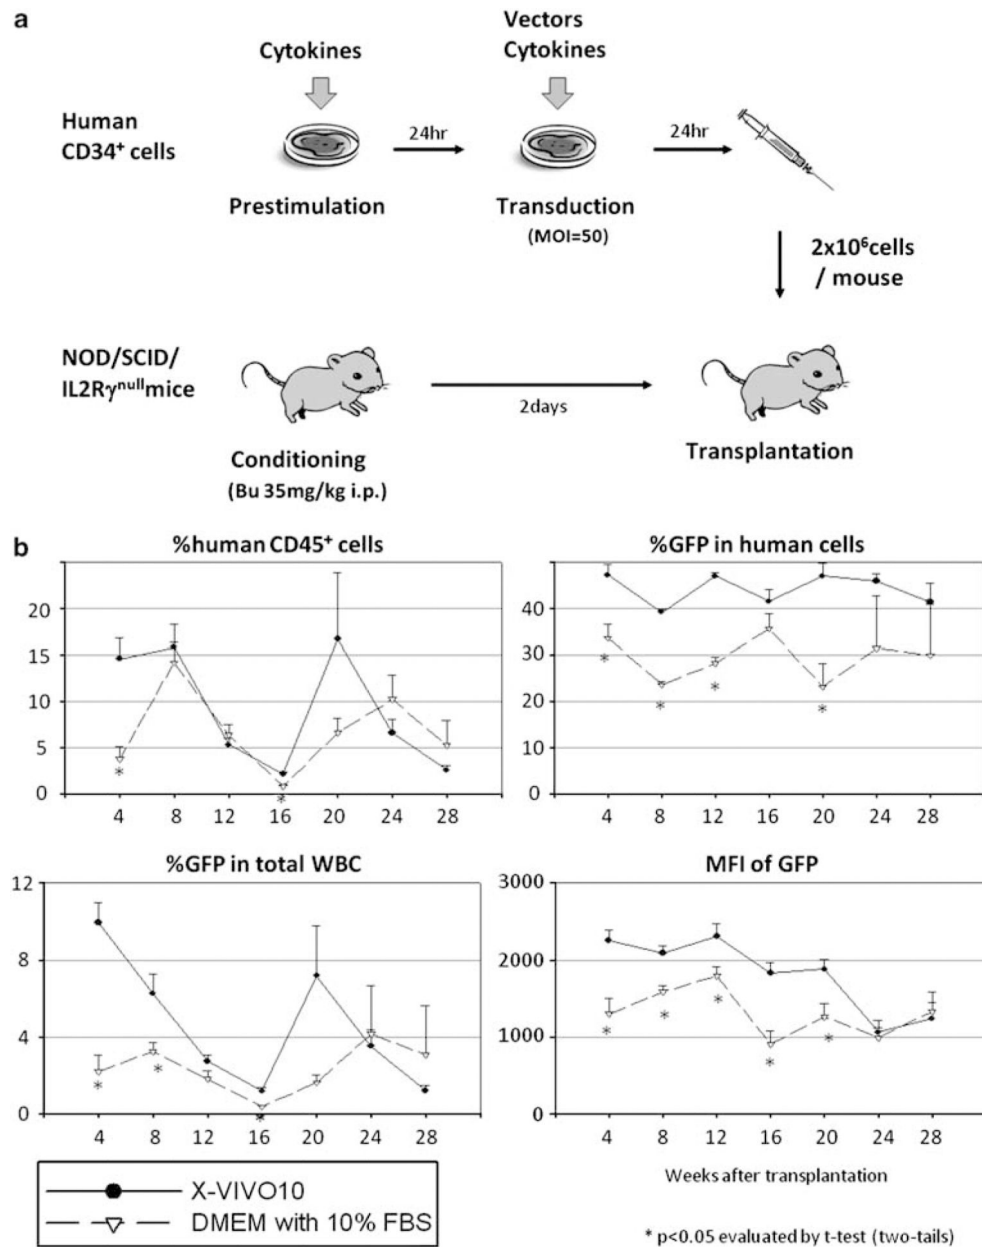 a
Cytokines
Vectors
Cytokines
Human
CD34+ cells
24hr
24hr
Prestimulation
Transduction
(MOI=50)
2x10⁶cells
/ mouse
NOD/SCID/
IL2Rγnullmice
2days
Conditioning
(Bu 35mg/kg i.p.)
Transplantation
b
%human CD45+ cells
20
15
10
5
0
4 8 12 16 20 24 28
* *
%GFP in human cells
40
30
20
10
0
4 8 12 16 20 24 28
* * * *
%GFP in total WBC
12
8
4
0
4 8 12 16 20 24 28
* * *
MFI of GFP
3000
2000
1000
0
4 8 12 16 20 24 28
* * * * *
Weeks after transplantation
X-VIVO10
DMEM with 10% FBS
* p<0.05 evaluated by t-test (two-tails)